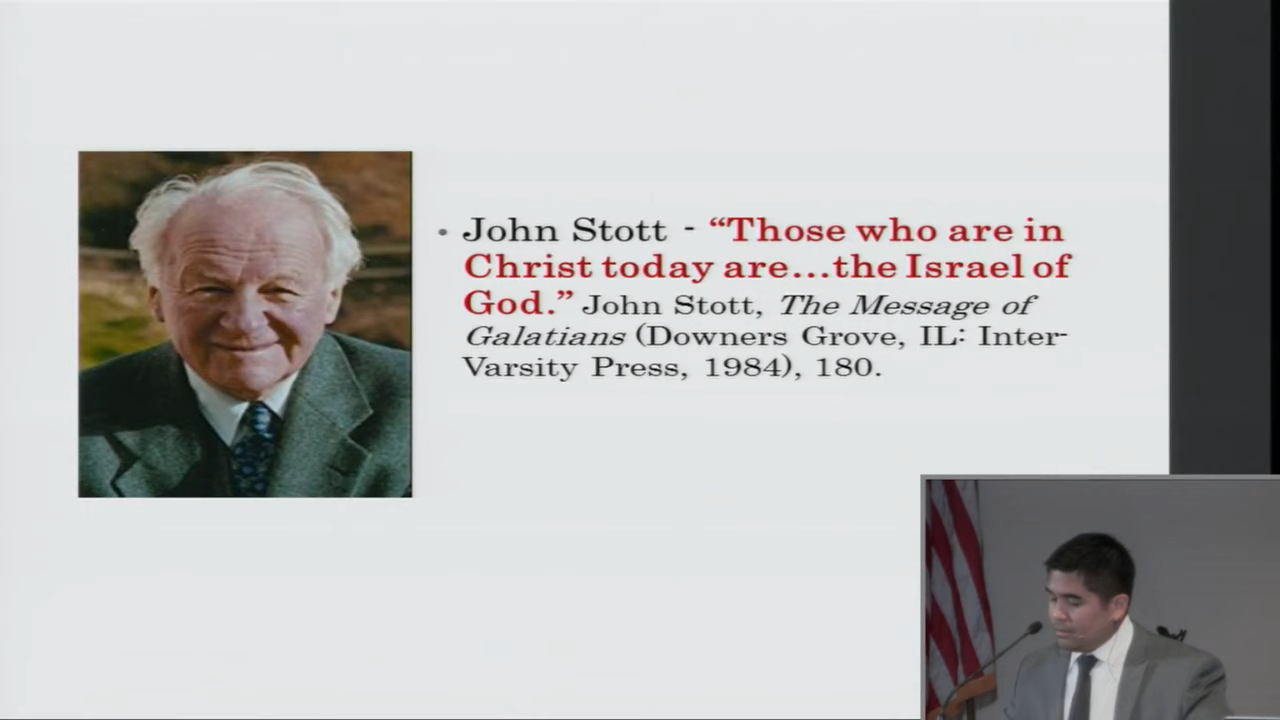 • John Stott - “Those who are in
Christ today are...the Israel of
God.” John Stott, The Message of
Galatians (Downers Grove, IL: Inter-
Varsity Press, 1984), 180.